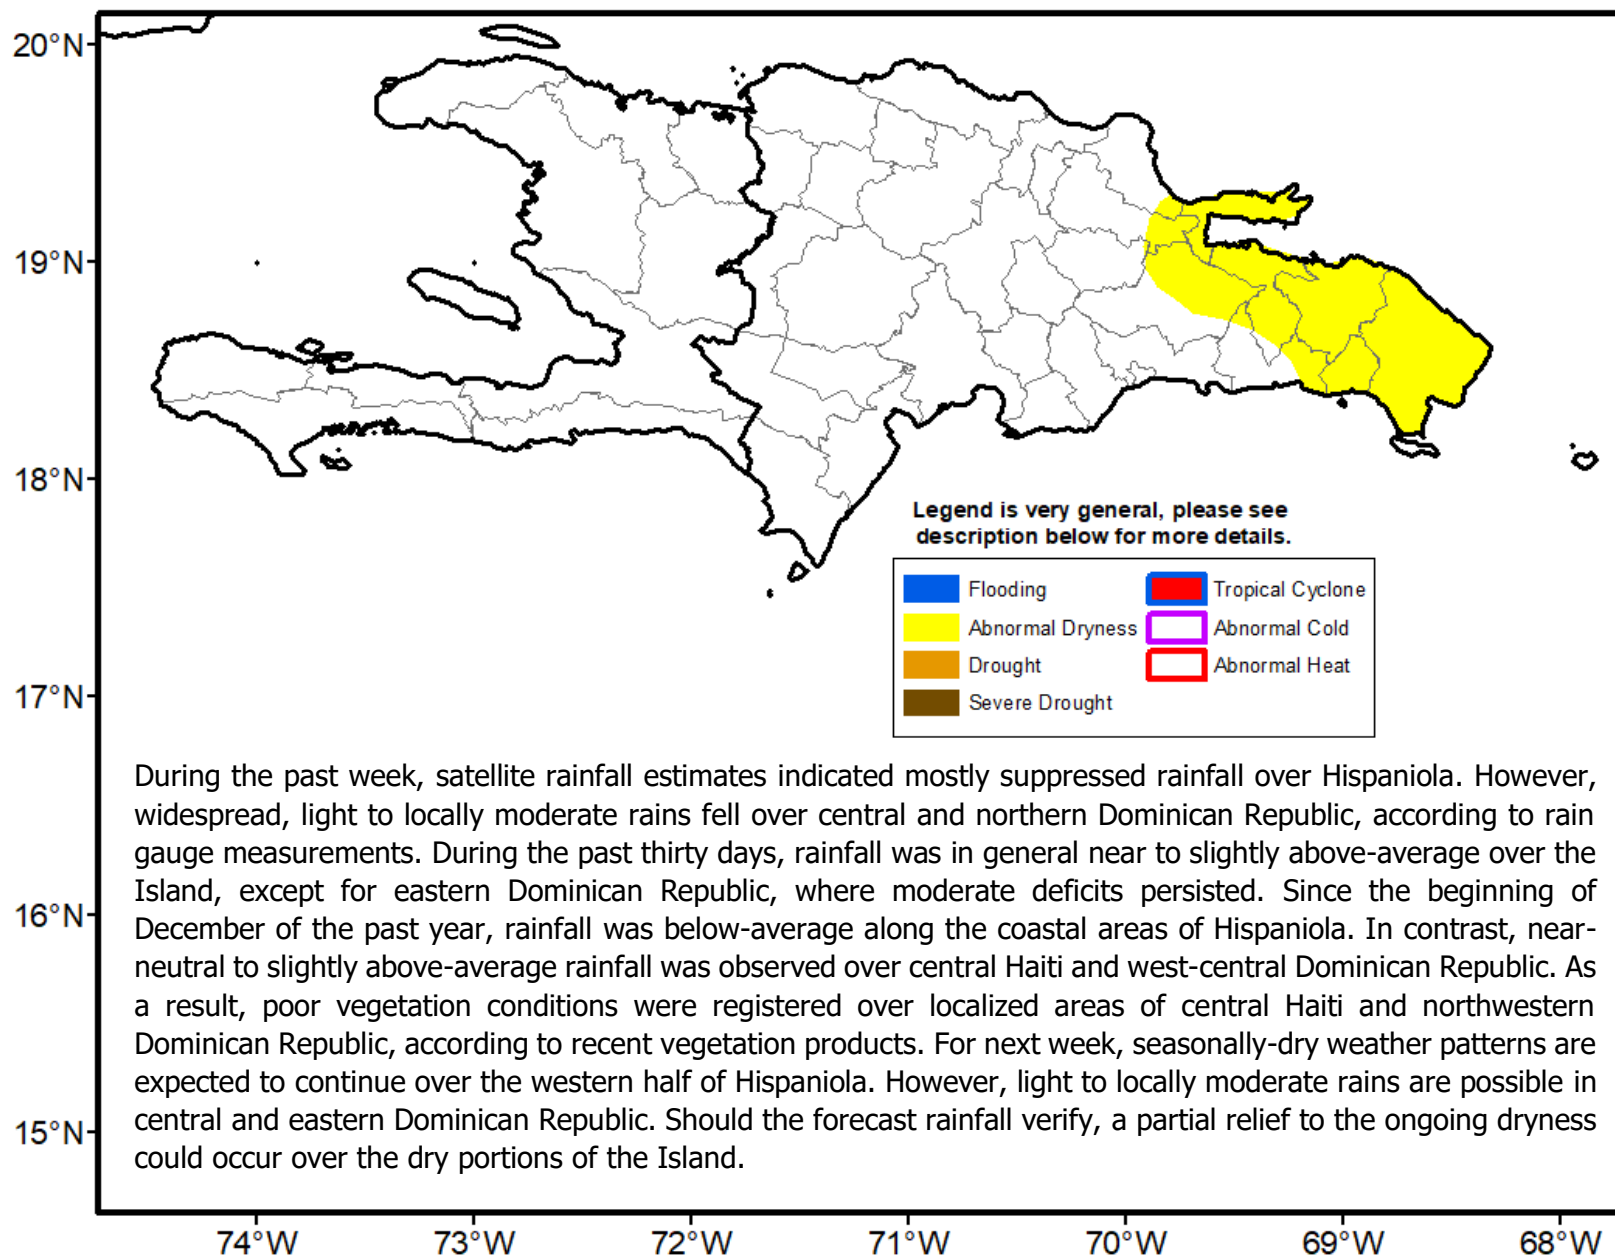 20°N
19°N
18°N
17°N
16°N
15°N
Legend is very general, please see
description below for more details.
Flooding
Tropical Cyclone
Abnormal Dryness
Abnormal Cold
Drought
Abnormal Heat
Severe Drought
During the past week, satellite rainfall estimates indicated mostly suppressed rainfall over Hispaniola. However,
widespread, light to locally moderate rains fell over central and northern Dominican Republic, according to rain
gauge measurements. During the past thirty days, rainfall was in general near to slightly above-average over the
Island, except for eastern Dominican Republic, where moderate deficits persisted. Since the beginning of
December of the past year, rainfall was below-average along the coastal areas of Hispaniola. In contrast, near-
neutral to slightly above-average rainfall was observed over central Haiti and west-central Dominican Republic. As
a result, poor vegetation conditions were registered over localized areas of central Haiti and northwestern
Dominican Republic, according to recent vegetation products. For next week, seasonally-dry weather patterns are
expected to continue over the western half of Hispaniola. However, light to locally moderate rains are possible in
central and eastern Dominican Republic. Should the forecast rainfall verify, a partial relief to the ongoing dryness
could occur over the dry portions of the Island.
74°W 73°W 72°W 71°W 70°W 69°W 68°W